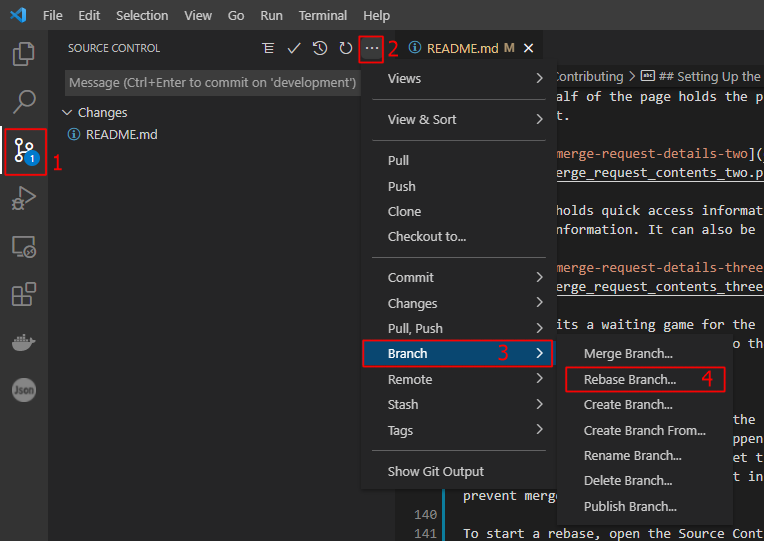 File Edit Selection View Go Run Terminal Help
SOURCE CONTROL
2
README.md M
Message (Ctrl+Enter to commit on 'development')
Changes
README.md
1
1
Views
View & Sort
Pull
Push
Clone
Checkout to...
Commit
Changes
Pull, Push
Branch 3
Remote
Stash
Tags
Show Git Output
Merge Branch...
Rebase Branch... 4
Create Branch...
Create Branch From...
Rename Branch...
Delete Branch...
Publish Branch...
Json
ontributing > abc ## Setting Up the
alf of the page holds the p
t.
merge-request-details-two](
erge_request_contents_two.p
holds quick access informat
nformation. It can also be
merge-request-details-three
erge_request_contents_three
its a waiting game for the
o th
the
ppen
et t
t in
prevent merg
140
141 To start a rebase, open the Source Cont